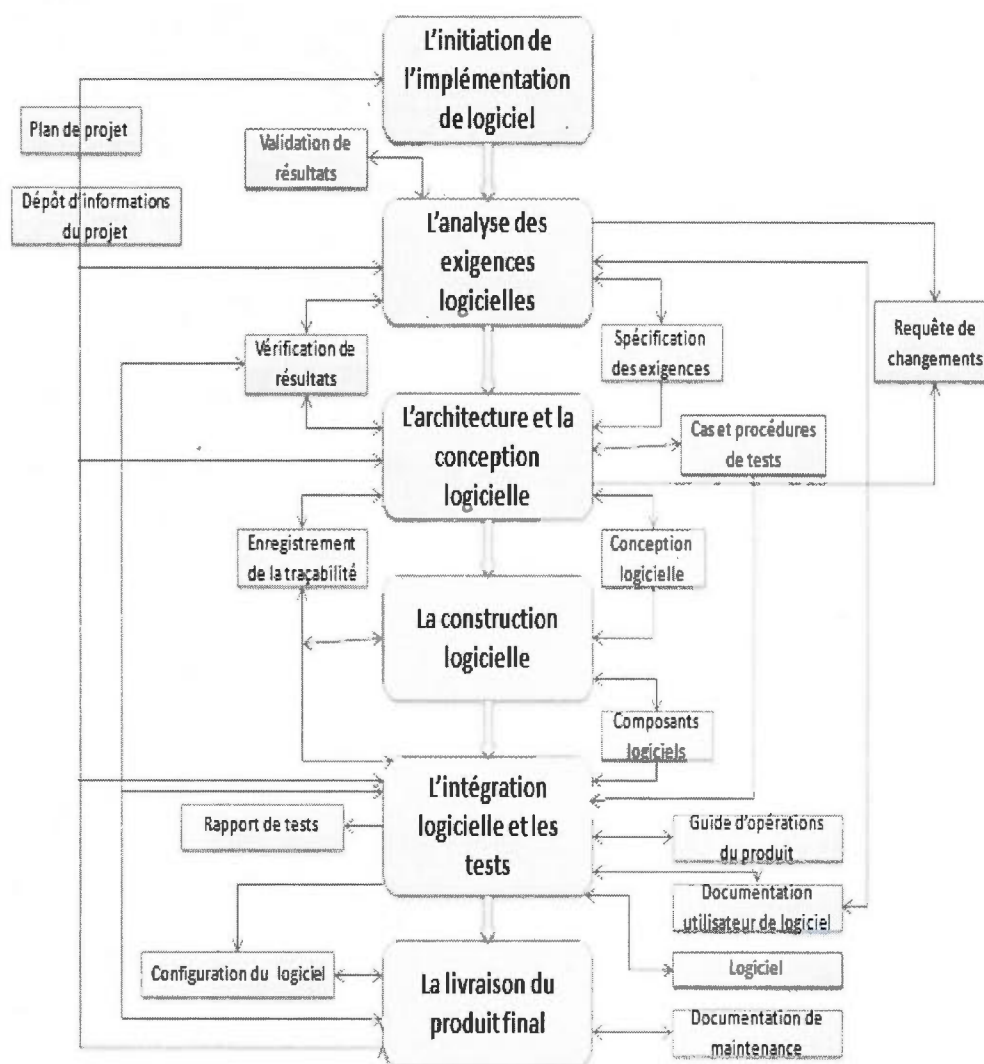 L'initiation de
l'implémentation
de logiciel
Plan de projet
Validation de
résultats
Dépôt d'informations
du projet
L'analyse des
exigences
logicielles
Requête de
changements
Vérification de
résultats
Spécification
des exigences
L'architecture et la
conception
logicielle
Cas et procédures
de tests
Enregistrement
de la traçabilité
Conception
logicielle
La construction
logicielle
Composants
logiciels
L'intégration
logicielle et les
tests
Rapport de tests
Guide d'opérations
du produit
Documentation
utilisateur de logiciel
Configuration du logiciel
Logiciel
La livraison du
produit final
Documentation de
maintenance